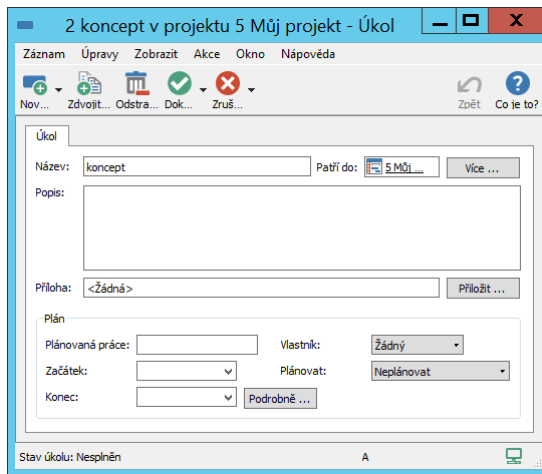 2 koncept v projektu 5 Můj projekt - Úkol
Záznam Úpravy Zobrazit Akce Okno Nápověda
Nov... Zdvojit... Odstra... Dok... Zruš... Zpět Co je to?
Úkol
Název: koncept Patří do: 5 Můj ... Více ...
Popis:
Příloha: <Žádná> Přiložit ...
Plán
Plánovaná práce: Vlastník: Žádný
Začátek: Plánovat: Neplánovat
Konec: Podrobně ...
Stav úkolu: Nesplněn A